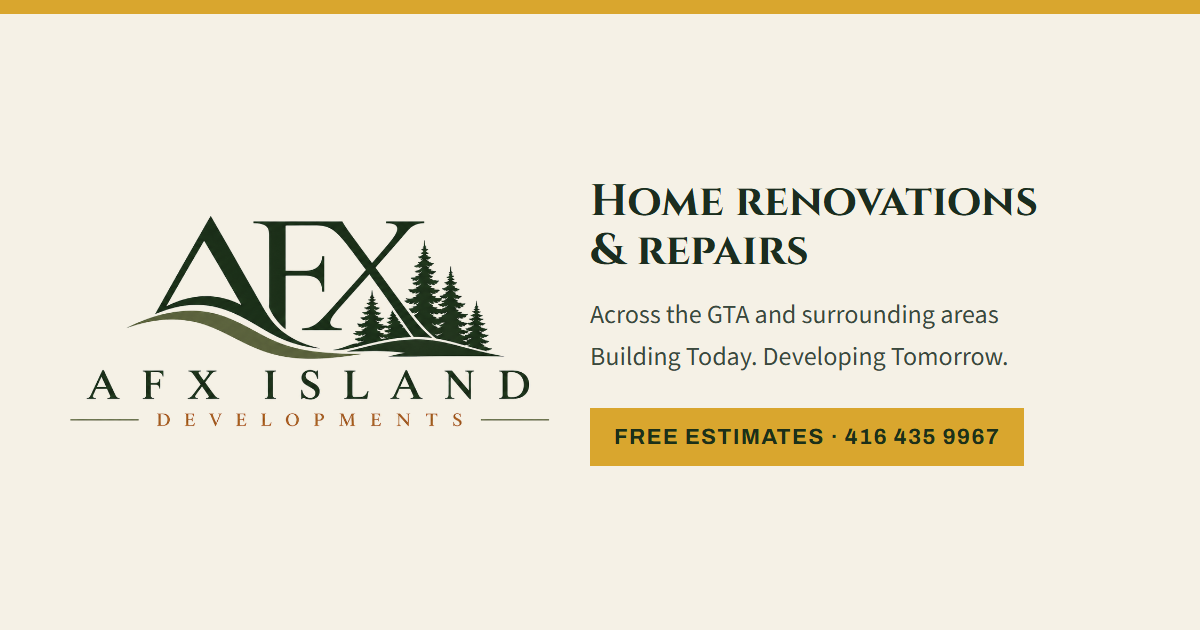 AFX
AFX ISLAND
DEVELOPMENTS
Home renovations
& repairs
Across the GTA and surrounding areas
Building Today. Developing Tomorrow.
FREE ESTIMATES · 416 435 9967